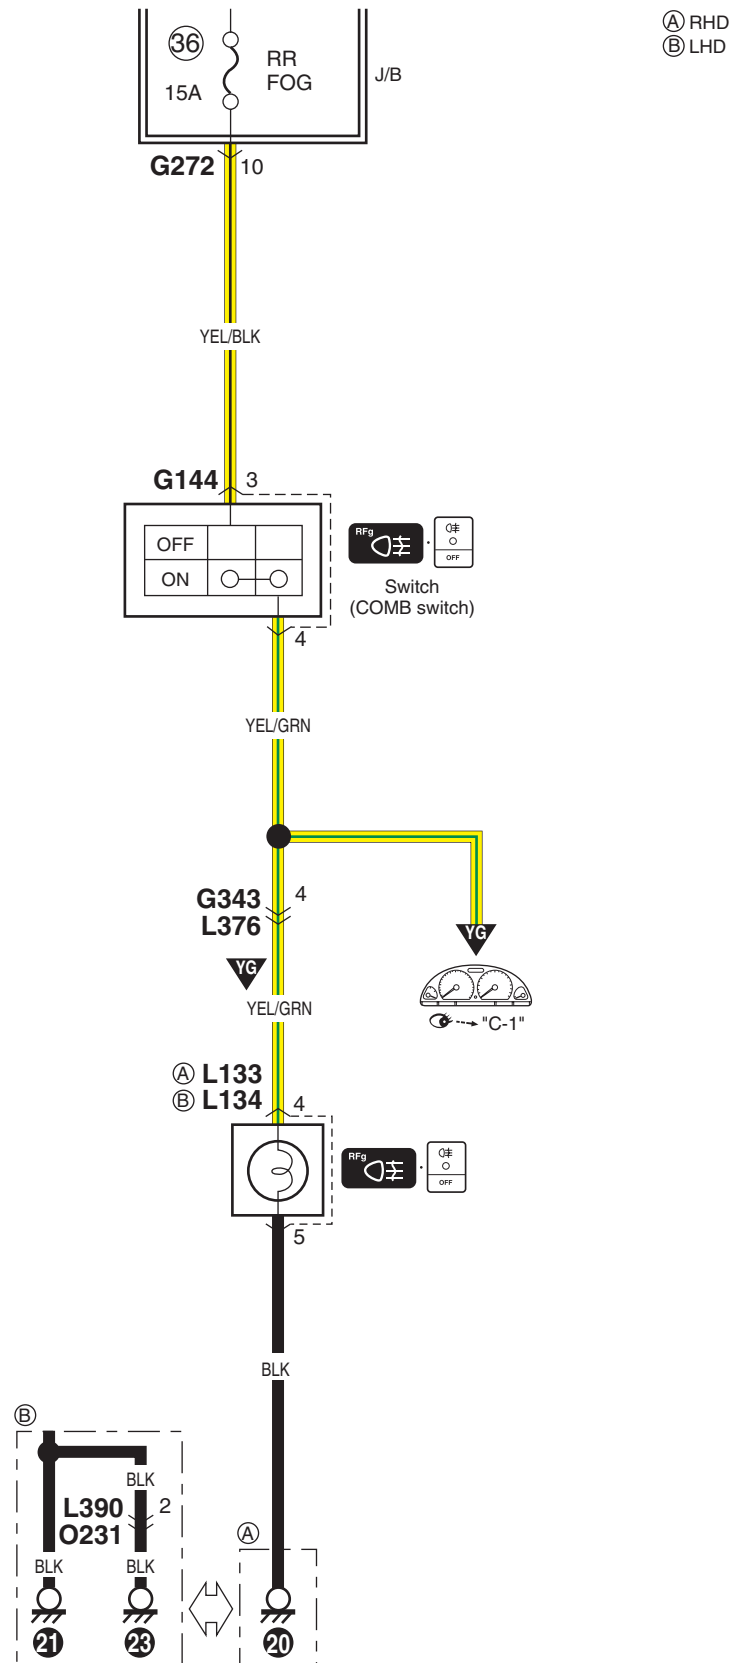 Ⓐ RHD
Ⓑ LHD
36
15A
RR
FOG
J/B
G272 10
YEL/BLK
G144 3
OFF
ON
RFg
OFF
Switch
(COMB switch)
4
YEL/GRN
G343 4
L376
YG
YG
YEL/GRN
"C-1"
Ⓐ L133
Ⓑ L134 4
RFg
OFF
5
BLK
Ⓑ
BLK
L390 2
O231
Ⓐ
BLK BLK
21 23 20